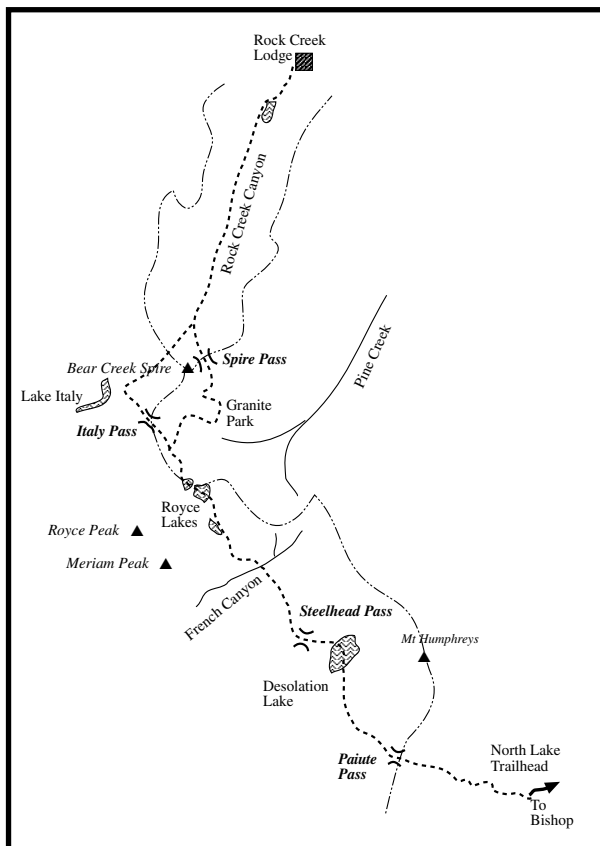 Rock Creek
Lodge
Rock Creek Canyon
Pine Creek
Bear Creek Spire
Spire Pass
Lake Italy
Granite
Park
Italy Pass
Royce
Lakes
Royce Peak
Meriam Peak
French Canyon
Steelhead Pass
Mt Humphreys
Desolation
Lake
North Lake
Trailhead
Paiute
Pass
To
Bishop